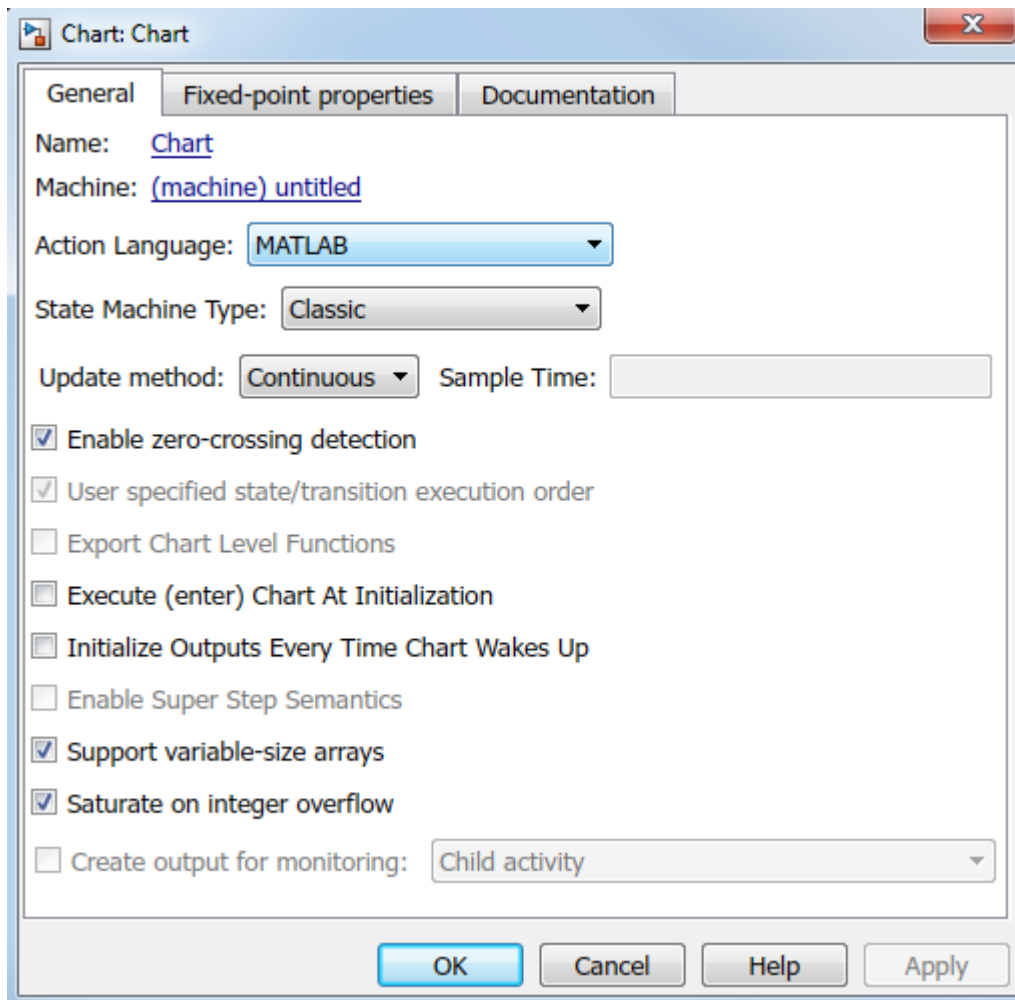 Chart: Chart
General Fixed-point properties Documentation
Name: Chart
Machine: (machine) untitled
Action Language: MATLAB
State Machine Type: Classic
Update method: Continuous Sample Time:
Enable zero-crossing detection
User specified state/transition execution order
Export Chart Level Functions
Execute (enter) Chart At Initialization
Initialize Outputs Every Time Chart Wakes Up
Enable Super Step Semantics
Support variable-size arrays
Saturate on integer overflow
Create output for monitoring: Child activity
OK Cancel Help Apply